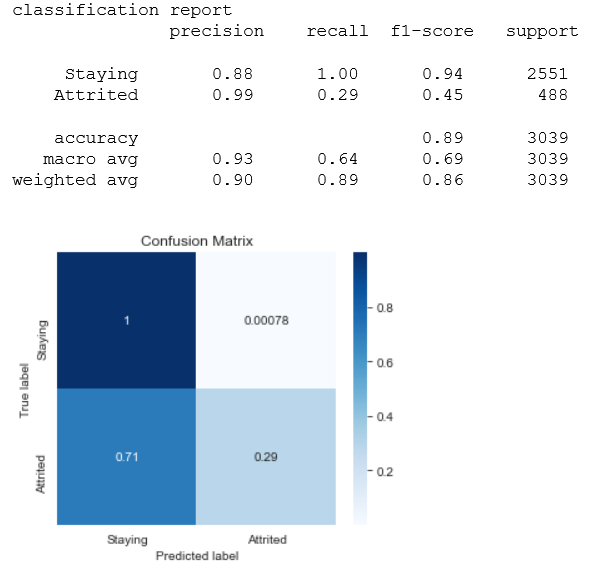 classification report
precision recall f1-score support
Staying 0.88 1.00 0.94 2551
Attrited 0.99 0.29 0.45 488
accuracy 0.89 3039
macro avg 0.93 0.64 0.69 3039
weighted avg 0.90 0.89 0.86 3039
Confusion Matrix
1 0.00078
0.71 0.29
Staying
Attrited
True label
Staying Attrited
Predicted label
0.8
0.6
0.4
0.2